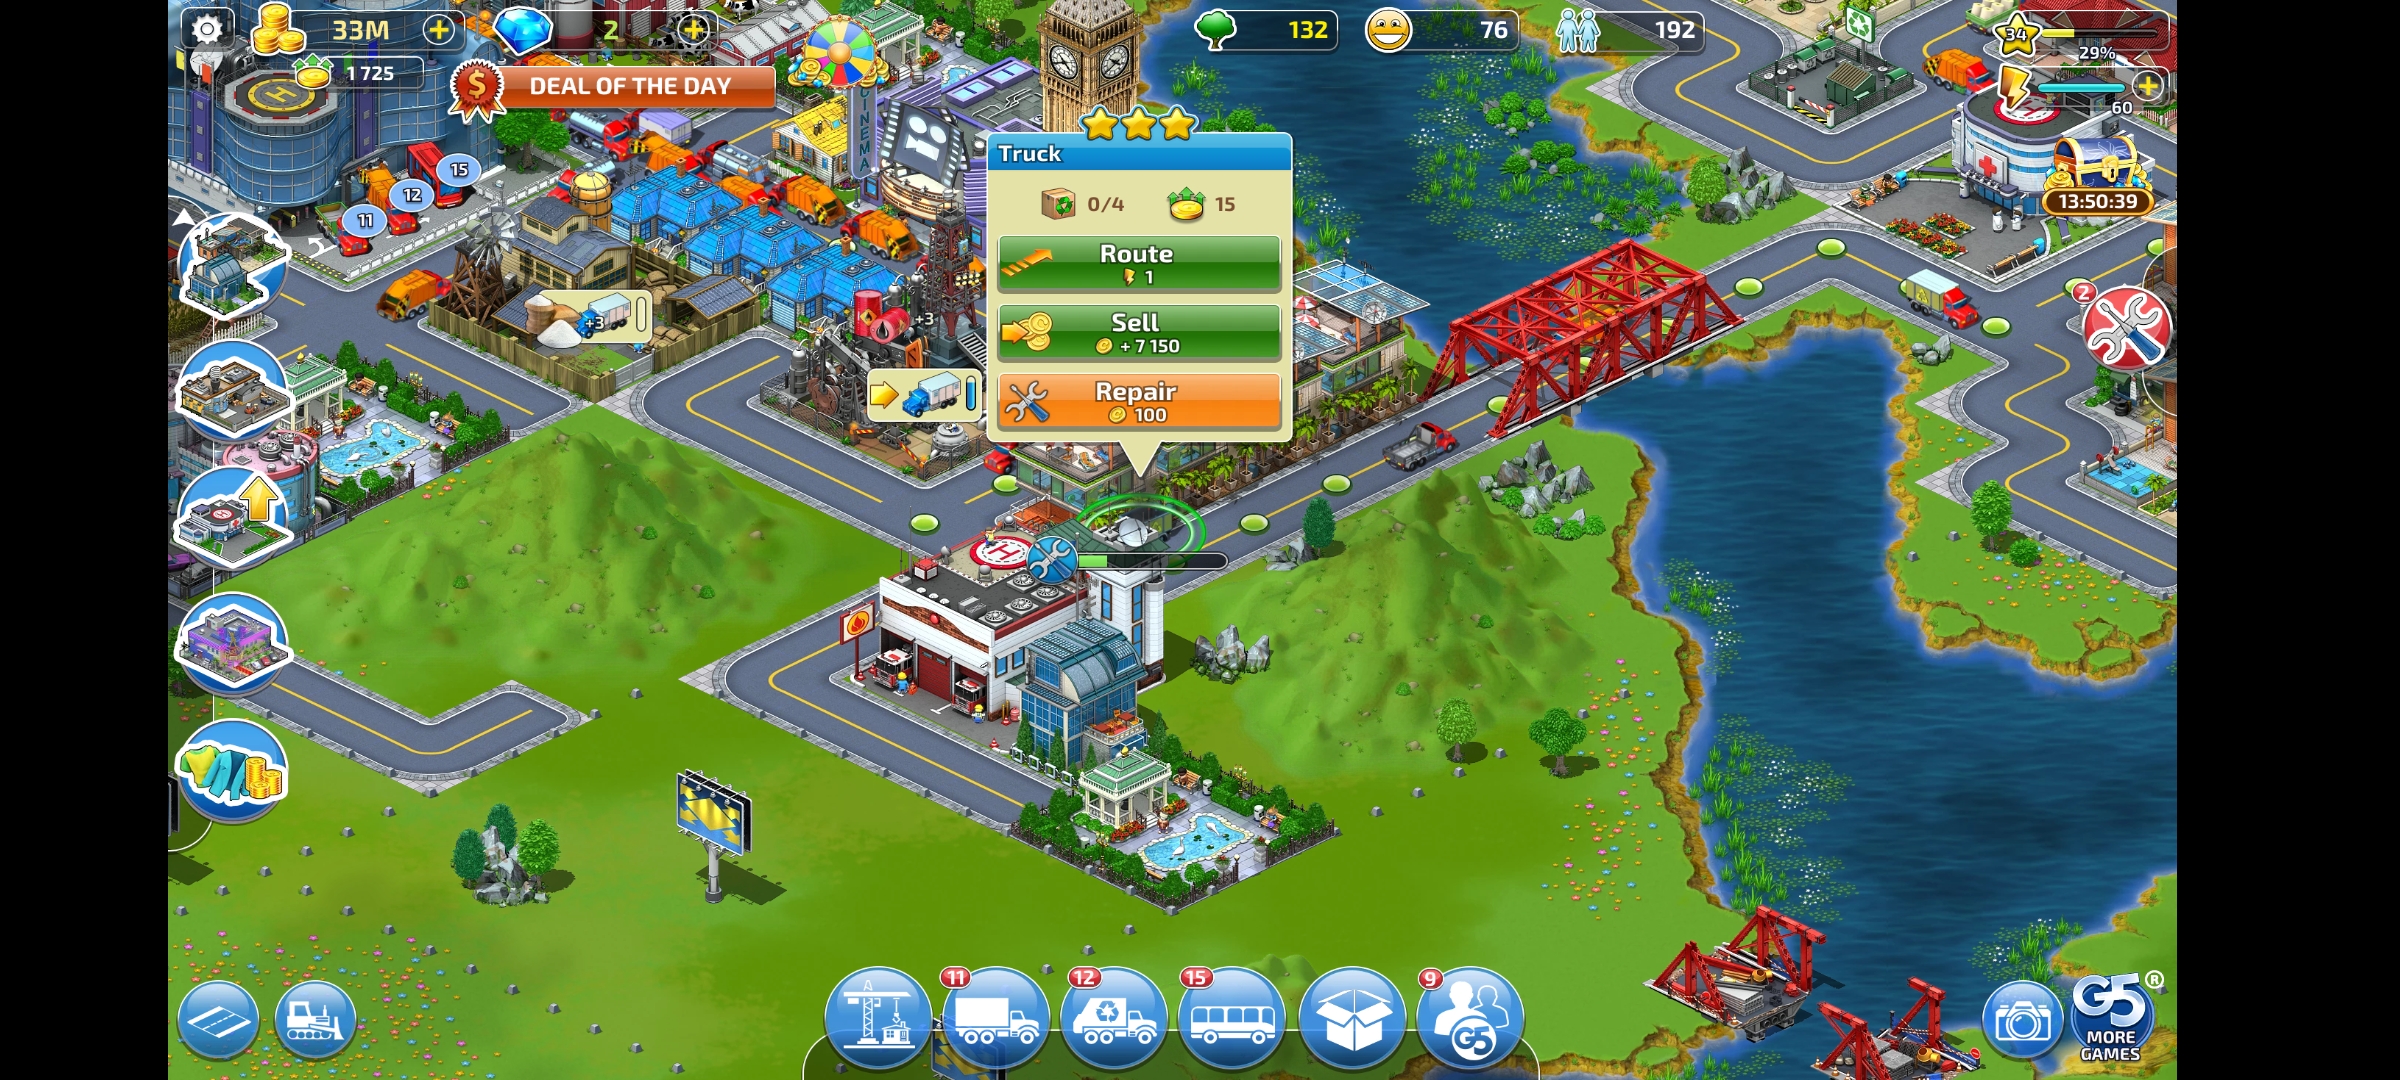 33M
2
132
76
192
34
29%
1 725
DEAL OF THE DAY
60
CINEMA
Truck
13:50:39
15
12
11
0/4
15
Route
1
2
+3
+3
Sell
+ 7 150
Repair
100
H
H
11
12
15
9
A
G5
G5
®
MORE
GAMES